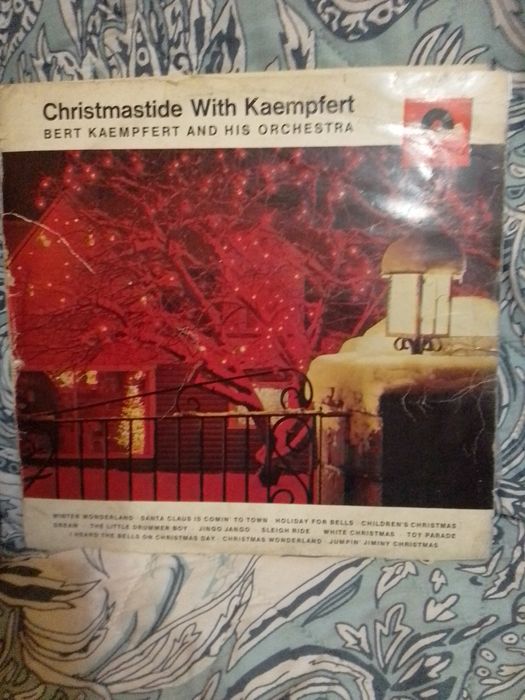 Christmastide With Kaempfert
BERT KAEMPFERT AND HIS ORCHESTRA
WINTER WONDERLAND · SANTA CLAUS IS COMIN' TO TOWN · HOLIDAY FOR BELLS · CHILDREN'S CHRISTMAS
DREAM · THE LITTLE DRUMMER BOY · JINGO JANGO · SLEIGH RIDE · WHITE CHRISTMAS · TOY PARADE
I HEARD THE BELLS ON CHRISTMAS DAY · CHRISTMAS WONDERLAND · JUMPIN' JIMINY CHRISTMAS